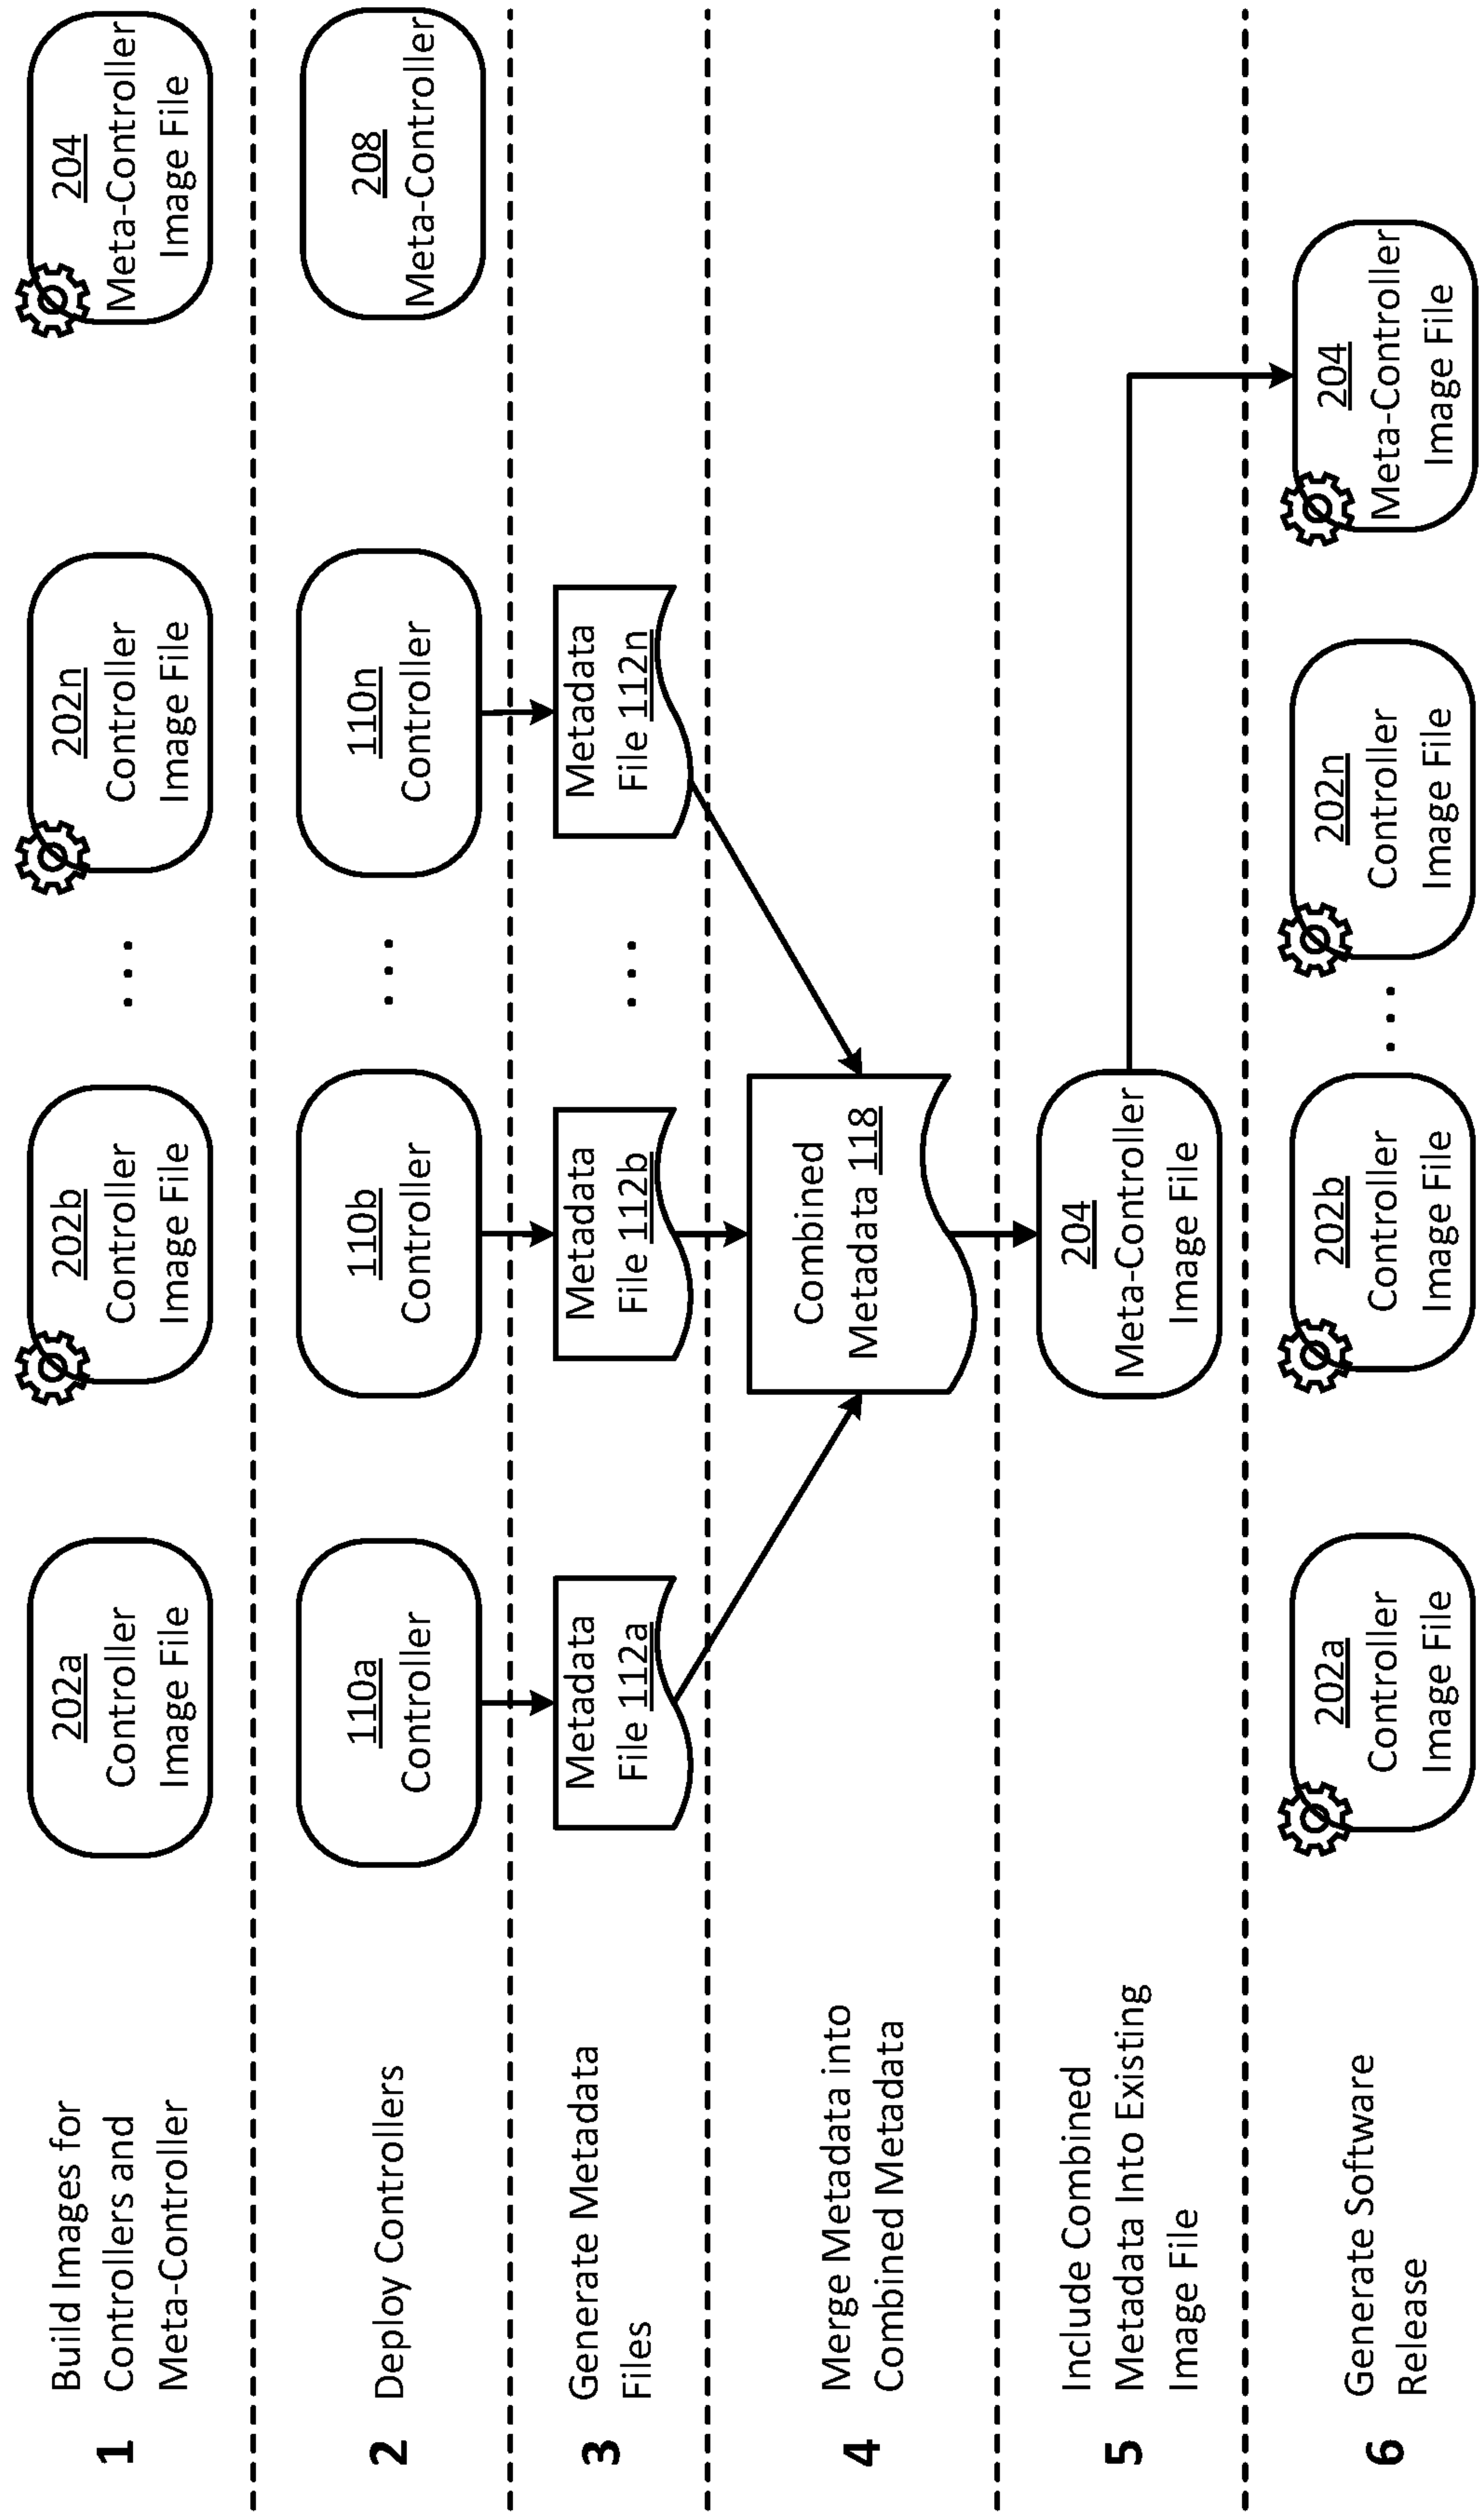 1
Build Images for
Controllers and
Meta-Controller
202a
Controller
Image File
202b
Controller
Image File
...
202n
Controller
Image File
204
Meta-Controller
Image File
2
Deploy Controllers
110a
Controller
110b
Controller
...
110n
Controller
208
Meta-Controller
3
Generate Metadata
Files
Metadata
File 112a
Metadata
File 112b
...
Metadata
File 112n
4
Merge Metadata into
Combined Metadata
Combined
Metadata 118
5
Include Combined
Metadata Into Existing
Image File
204
Meta-Controller
Image File
6
Generate Software
Release
202a
Controller
Image File
202b
Controller
Image File
...
202n
Controller
Image File
204
Meta-Controller
Image File